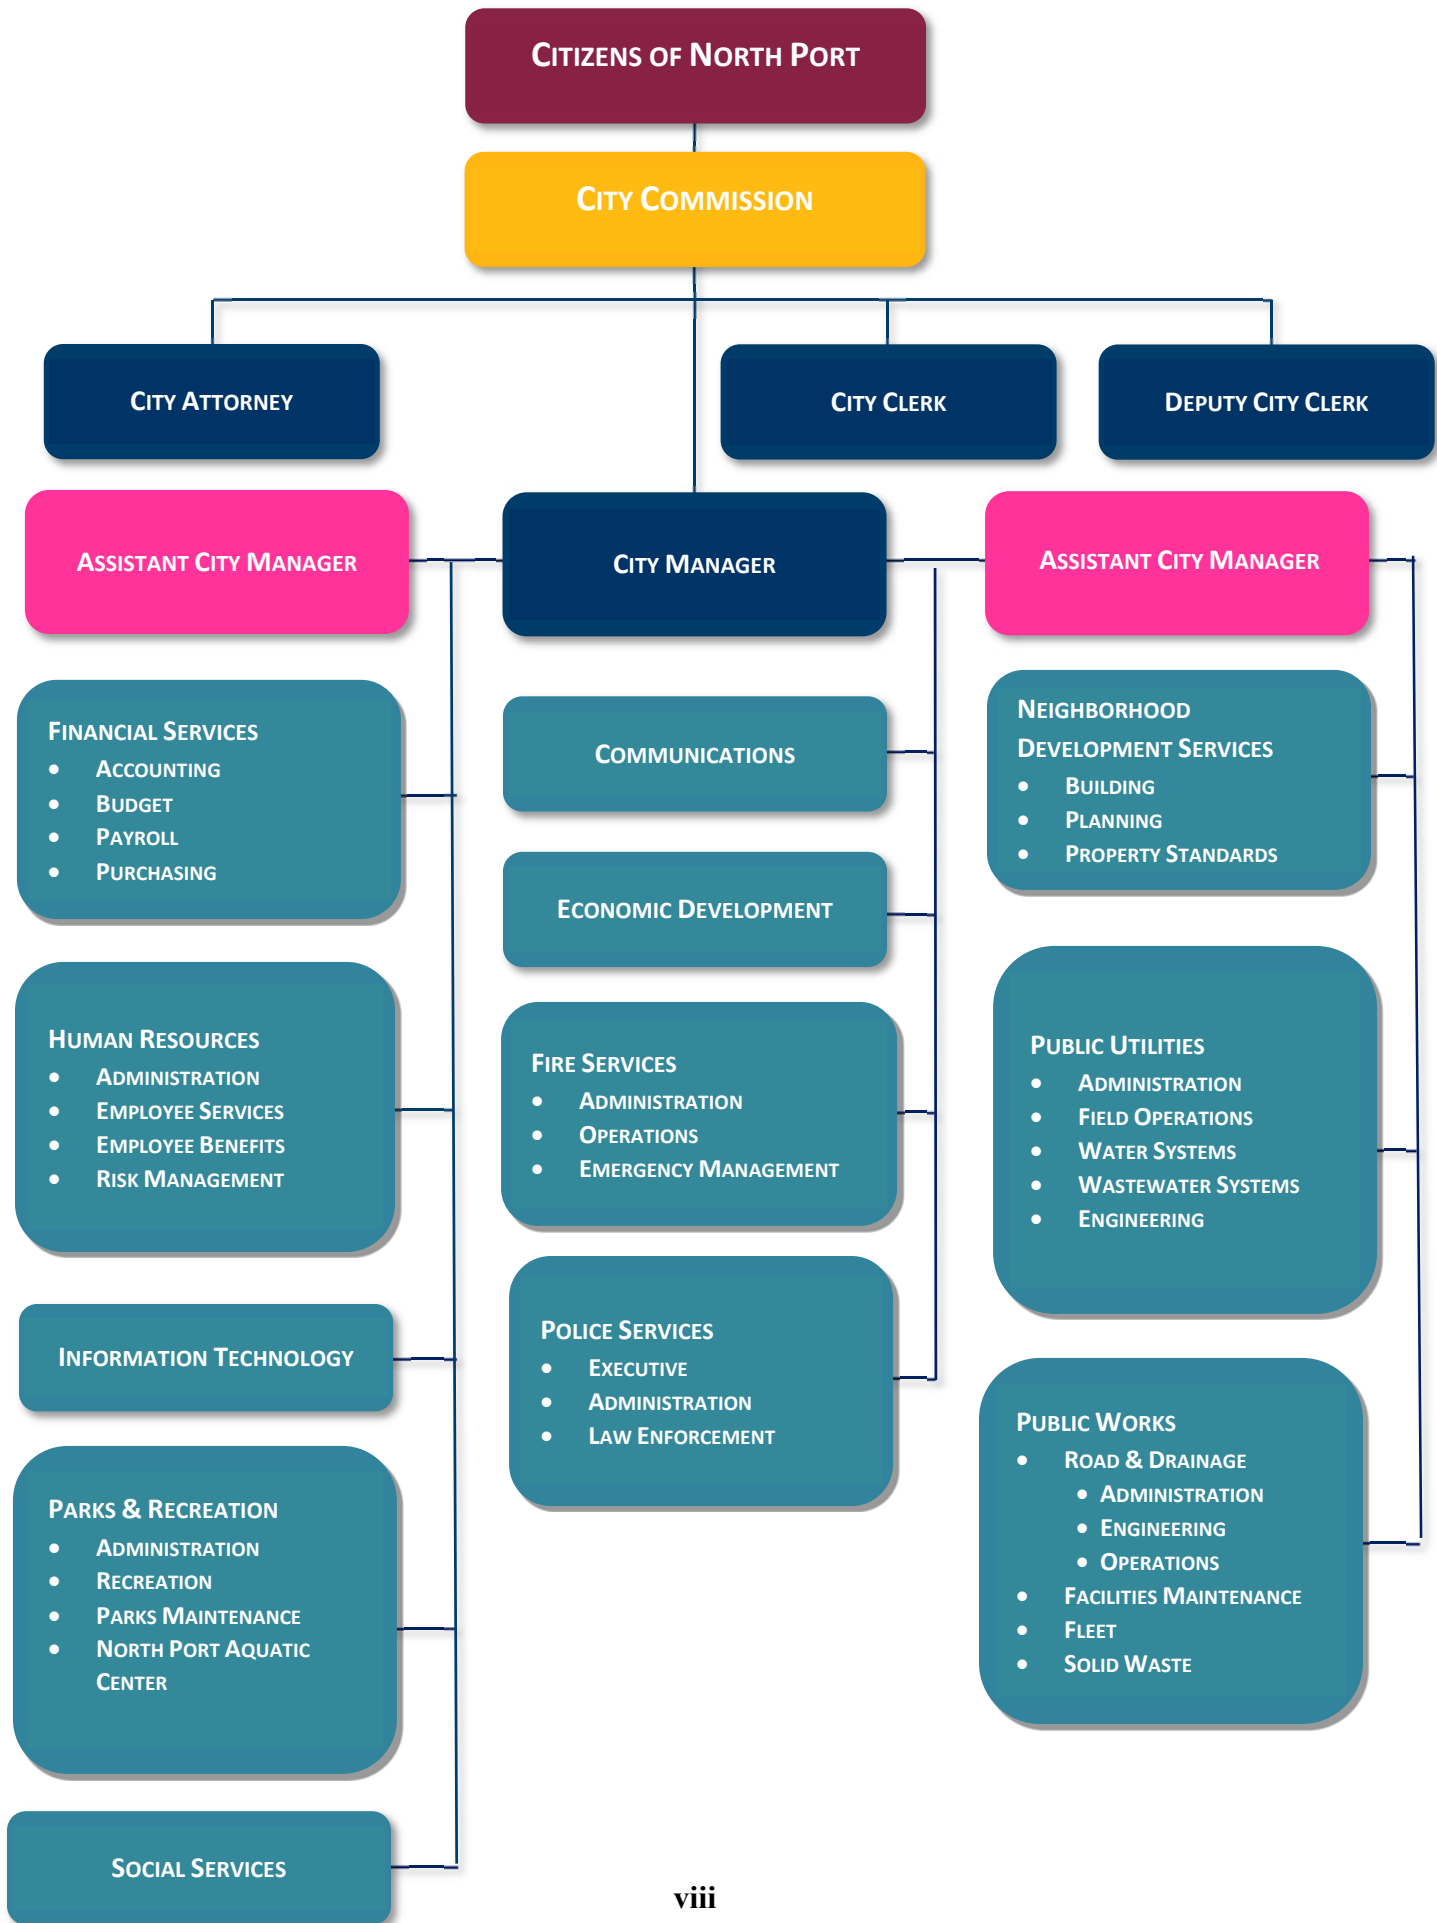 CITIZENS OF NORTH PORT
CITY COMMISSION
CITY ATTORNEY
CITY CLERK
DEPUTY CITY CLERK
ASSISTANT CITY MANAGER
CITY MANAGER
ASSISTANT CITY MANAGER
FINANCIAL SERVICES
• ACCOUNTING
• BUDGET
• PAYROLL
• PURCHASING
HUMAN RESOURCES
• ADMINISTRATION
• EMPLOYEE SERVICES
• EMPLOYEE BENEFITS
• RISK MANAGEMENT
INFORMATION TECHNOLOGY
PARKS & RECREATION
• ADMINISTRATION
• RECREATION
• PARKS MAINTENANCE
• NORTH PORT AQUATIC
CENTER
SOCIAL SERVICES
COMMUNICATIONS
ECONOMIC DEVELOPMENT
FIRE SERVICES
• ADMINISTRATION
• OPERATIONS
• EMERGENCY MANAGEMENT
POLICE SERVICES
• EXECUTIVE
• ADMINISTRATION
• LAW ENFORCEMENT
NEIGHBORHOOD
DEVELOPMENT SERVICES
• BUILDING
• PLANNING
• PROPERTY STANDARDS
PUBLIC UTILITIES
• ADMINISTRATION
• FIELD OPERATIONS
• WATER SYSTEMS
• WASTEWATER SYSTEMS
• ENGINEERING
PUBLIC WORKS
• ROAD & DRAINAGE
• ADMINISTRATION
• ENGINEERING
• OPERATIONS
• FACILITIES MAINTENANCE
• FLEET
• SOLID WASTE
viii